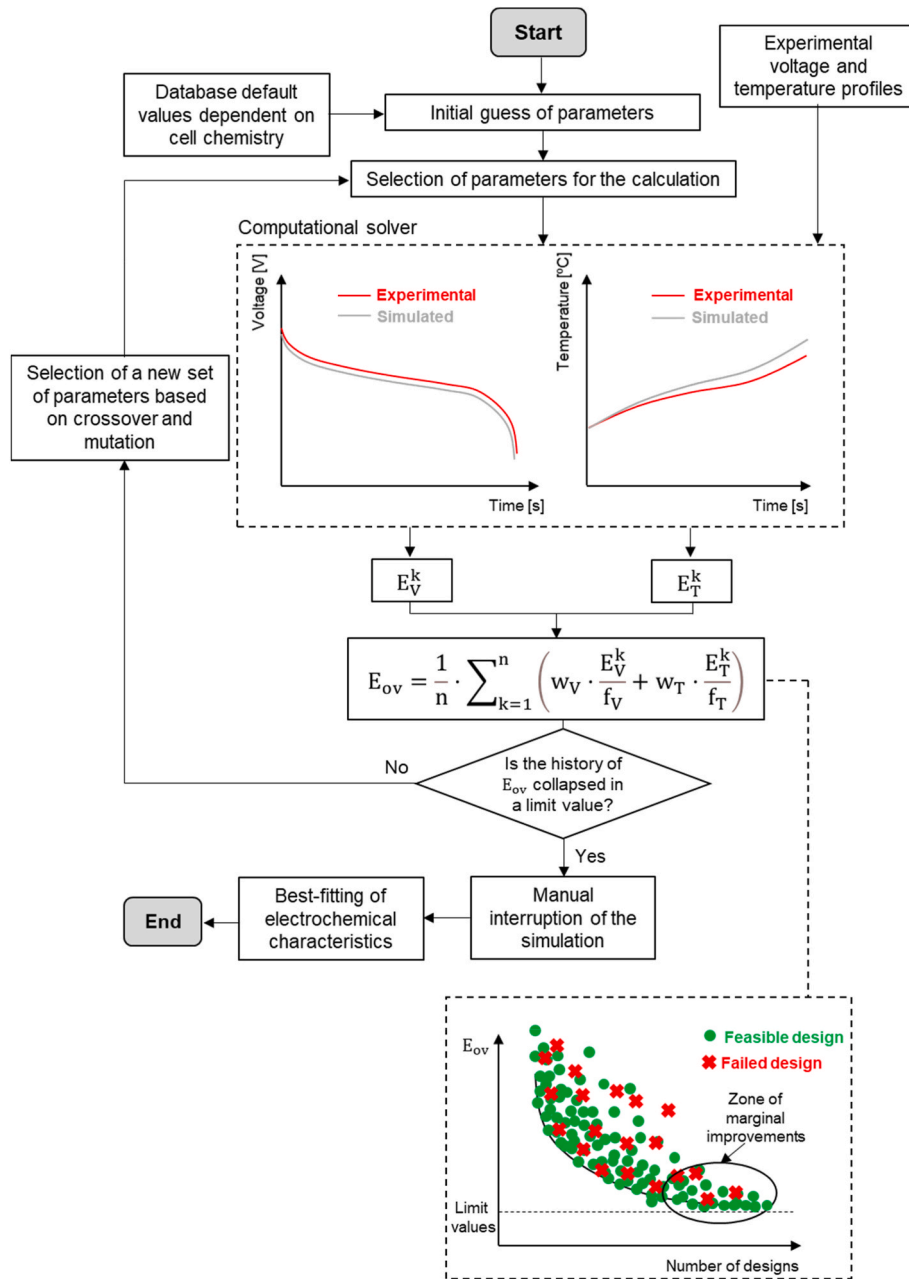 Start
Experimental
voltage and
temperature profiles
Database default
values dependent on
cell chemistry
Initial guess of parameters
Selection of parameters for the calculation
Computational solver
Voltage [V]
Experimental
Simulated
Time [s]
Temperature [ºC]
Experimental
Simulated
Time [s]
Selection of a new set
of parameters based
on crossover and
mutation
E_V^k
E_T^k
E_ov = 1/n · ∑_{k=1}^n (w_V · E_V^k/f_V + w_T · E_T^k/f_T)
Is the history of
E_ov collapsed in
a limit value?
No
Yes
Manual
interruption of the
simulation
Best-fitting of
electrochemical
characteristics
End
E_ov
Feasible design
Failed design
Zone of
marginal
improvements
Limit
values
Number of designs